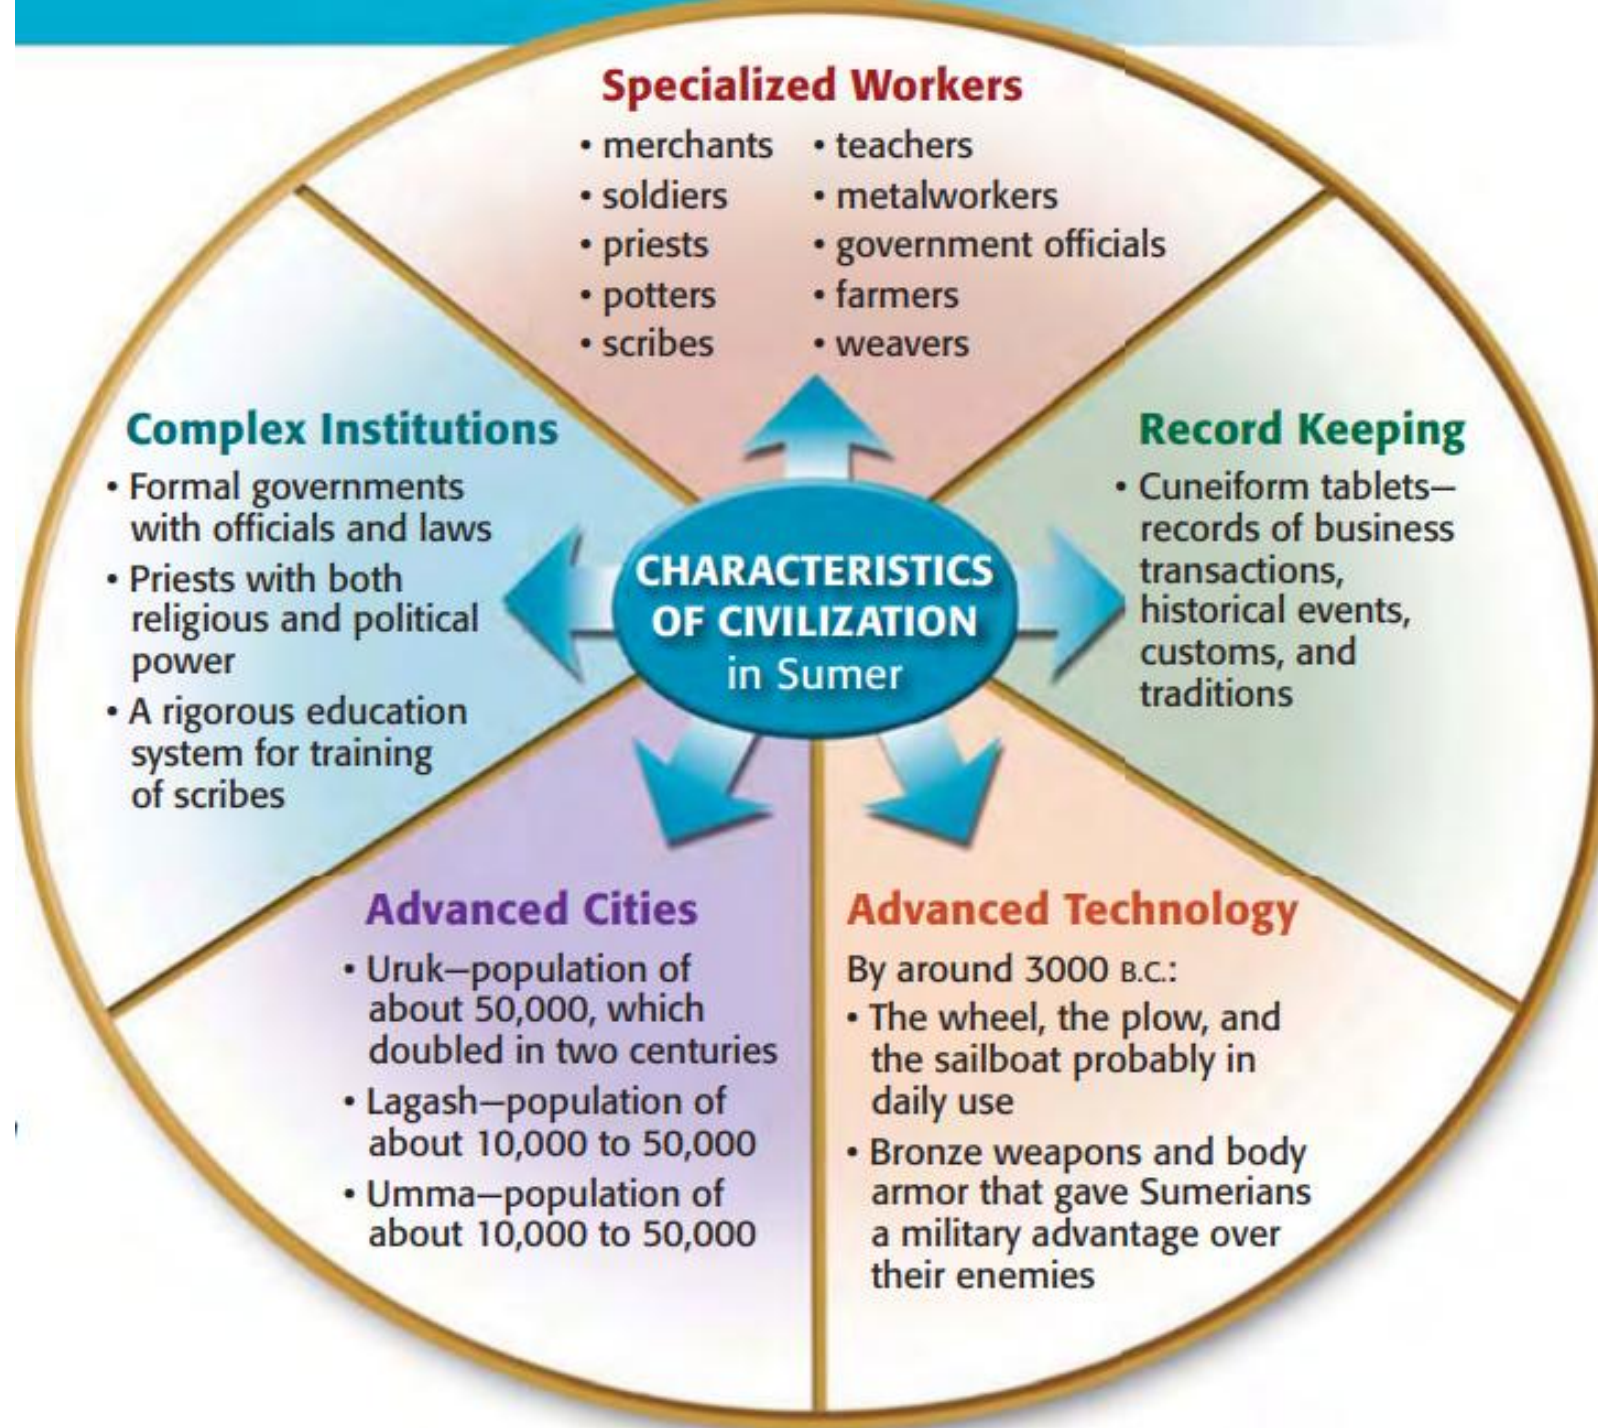 Specialized Workers
• merchants
• soldiers
• priests
• potters
• scribes
• teachers
• metalworkers
• government officials
• farmers
• weavers
Complex Institutions
• Formal governments
with officials and laws
• Priests with both
religious and political
power
• A rigorous education
system for training
of scribes
CHARACTERISTICS
OF CIVILIZATION
in Sumer
Record Keeping
• Cuneiform tablets—
records of business
transactions,
historical events,
customs, and
traditions
Advanced Cities
• Uruk—population of
about 50,000, which
doubled in two centuries
• Lagash—population of
about 10,000 to 50,000
• Umma—population of
about 10,000 to 50,000
Advanced Technology
By around 3000 B.C.:
• The wheel, the plow, and
the sailboat probably in
daily use
• Bronze weapons and body
armor that gave Sumerians
a military advantage over
their enemies